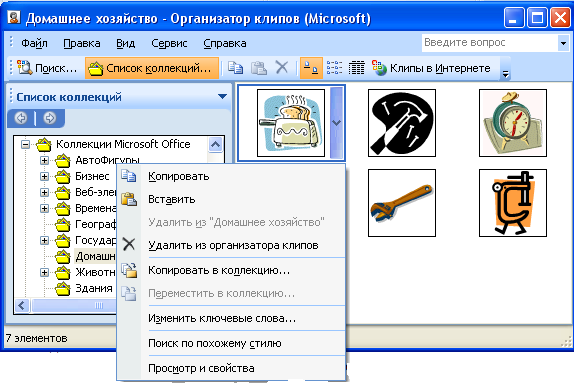 Домашнее хозяйство - Организатор клипов (Microsoft)
Файл Правка Вид Сервис Справка Введите вопрос
Поиск... Список коллекций... Клипы в Интернете
Список коллекций
Коллекции Microsoft Office
АвтоФигуры
Бизнес
Веб-эле
Времена
Географ
Государ
Домашн
Животн
Здания
Копировать
Вставить
Удалить из "Домашнее хозяйство"
Удалить из организатора клипов
Копировать в коллекцию...
Переместить в коллекцию...
Изменить ключевые слова...
Поиск по похожему стилю
Просмотр и свойства
7 элементов